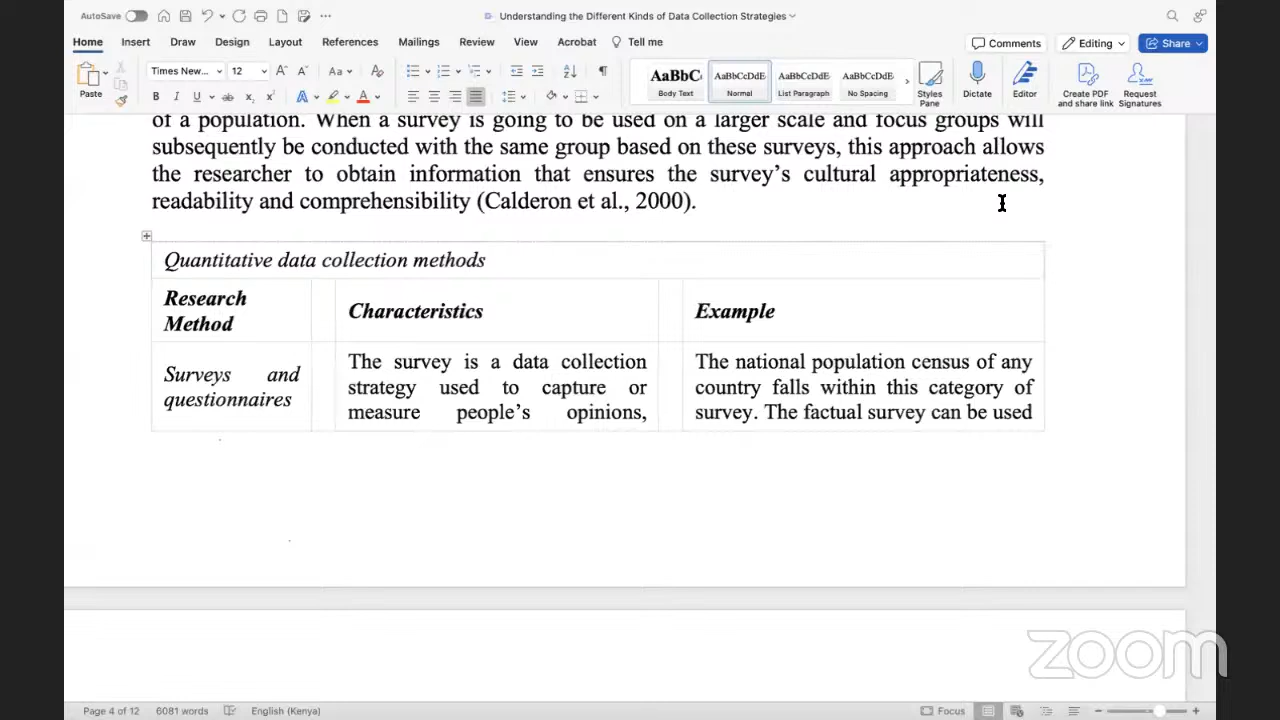 AutoSave
Understanding the Different Kinds of Data Collection Strategies
Home Insert Draw Design Layout References Mailings Review View Acrobat Tell me
Comments Editing Share
Paste
Times New... 12
AaBbC AaBbCcDdE AaBbCcDdE AaBbCcDdE
Body Text Normal List Paragraph No Spacing
Styles Pane
Dictate
Editor
Create PDF and share link
Request Signatures
of a population. When a survey is going to be used on a larger scale and focus groups will
subsequently be conducted with the same group based on these surveys, this approach allows
the researcher to obtain information that ensures the survey’s cultural appropriateness,
readability and comprehensibility (Calderon et al., 2000).
Quantitative data collection methods
Research
Method
Characteristics
Example
Surveys and
questionnaires
The survey is a data collection
strategy used to capture or
measure people’s opinions,
The national population census of any
country falls within this category of
survey. The factual survey can be used
zoom
Page 4 of 12 6081 words English (Kenya) Focus